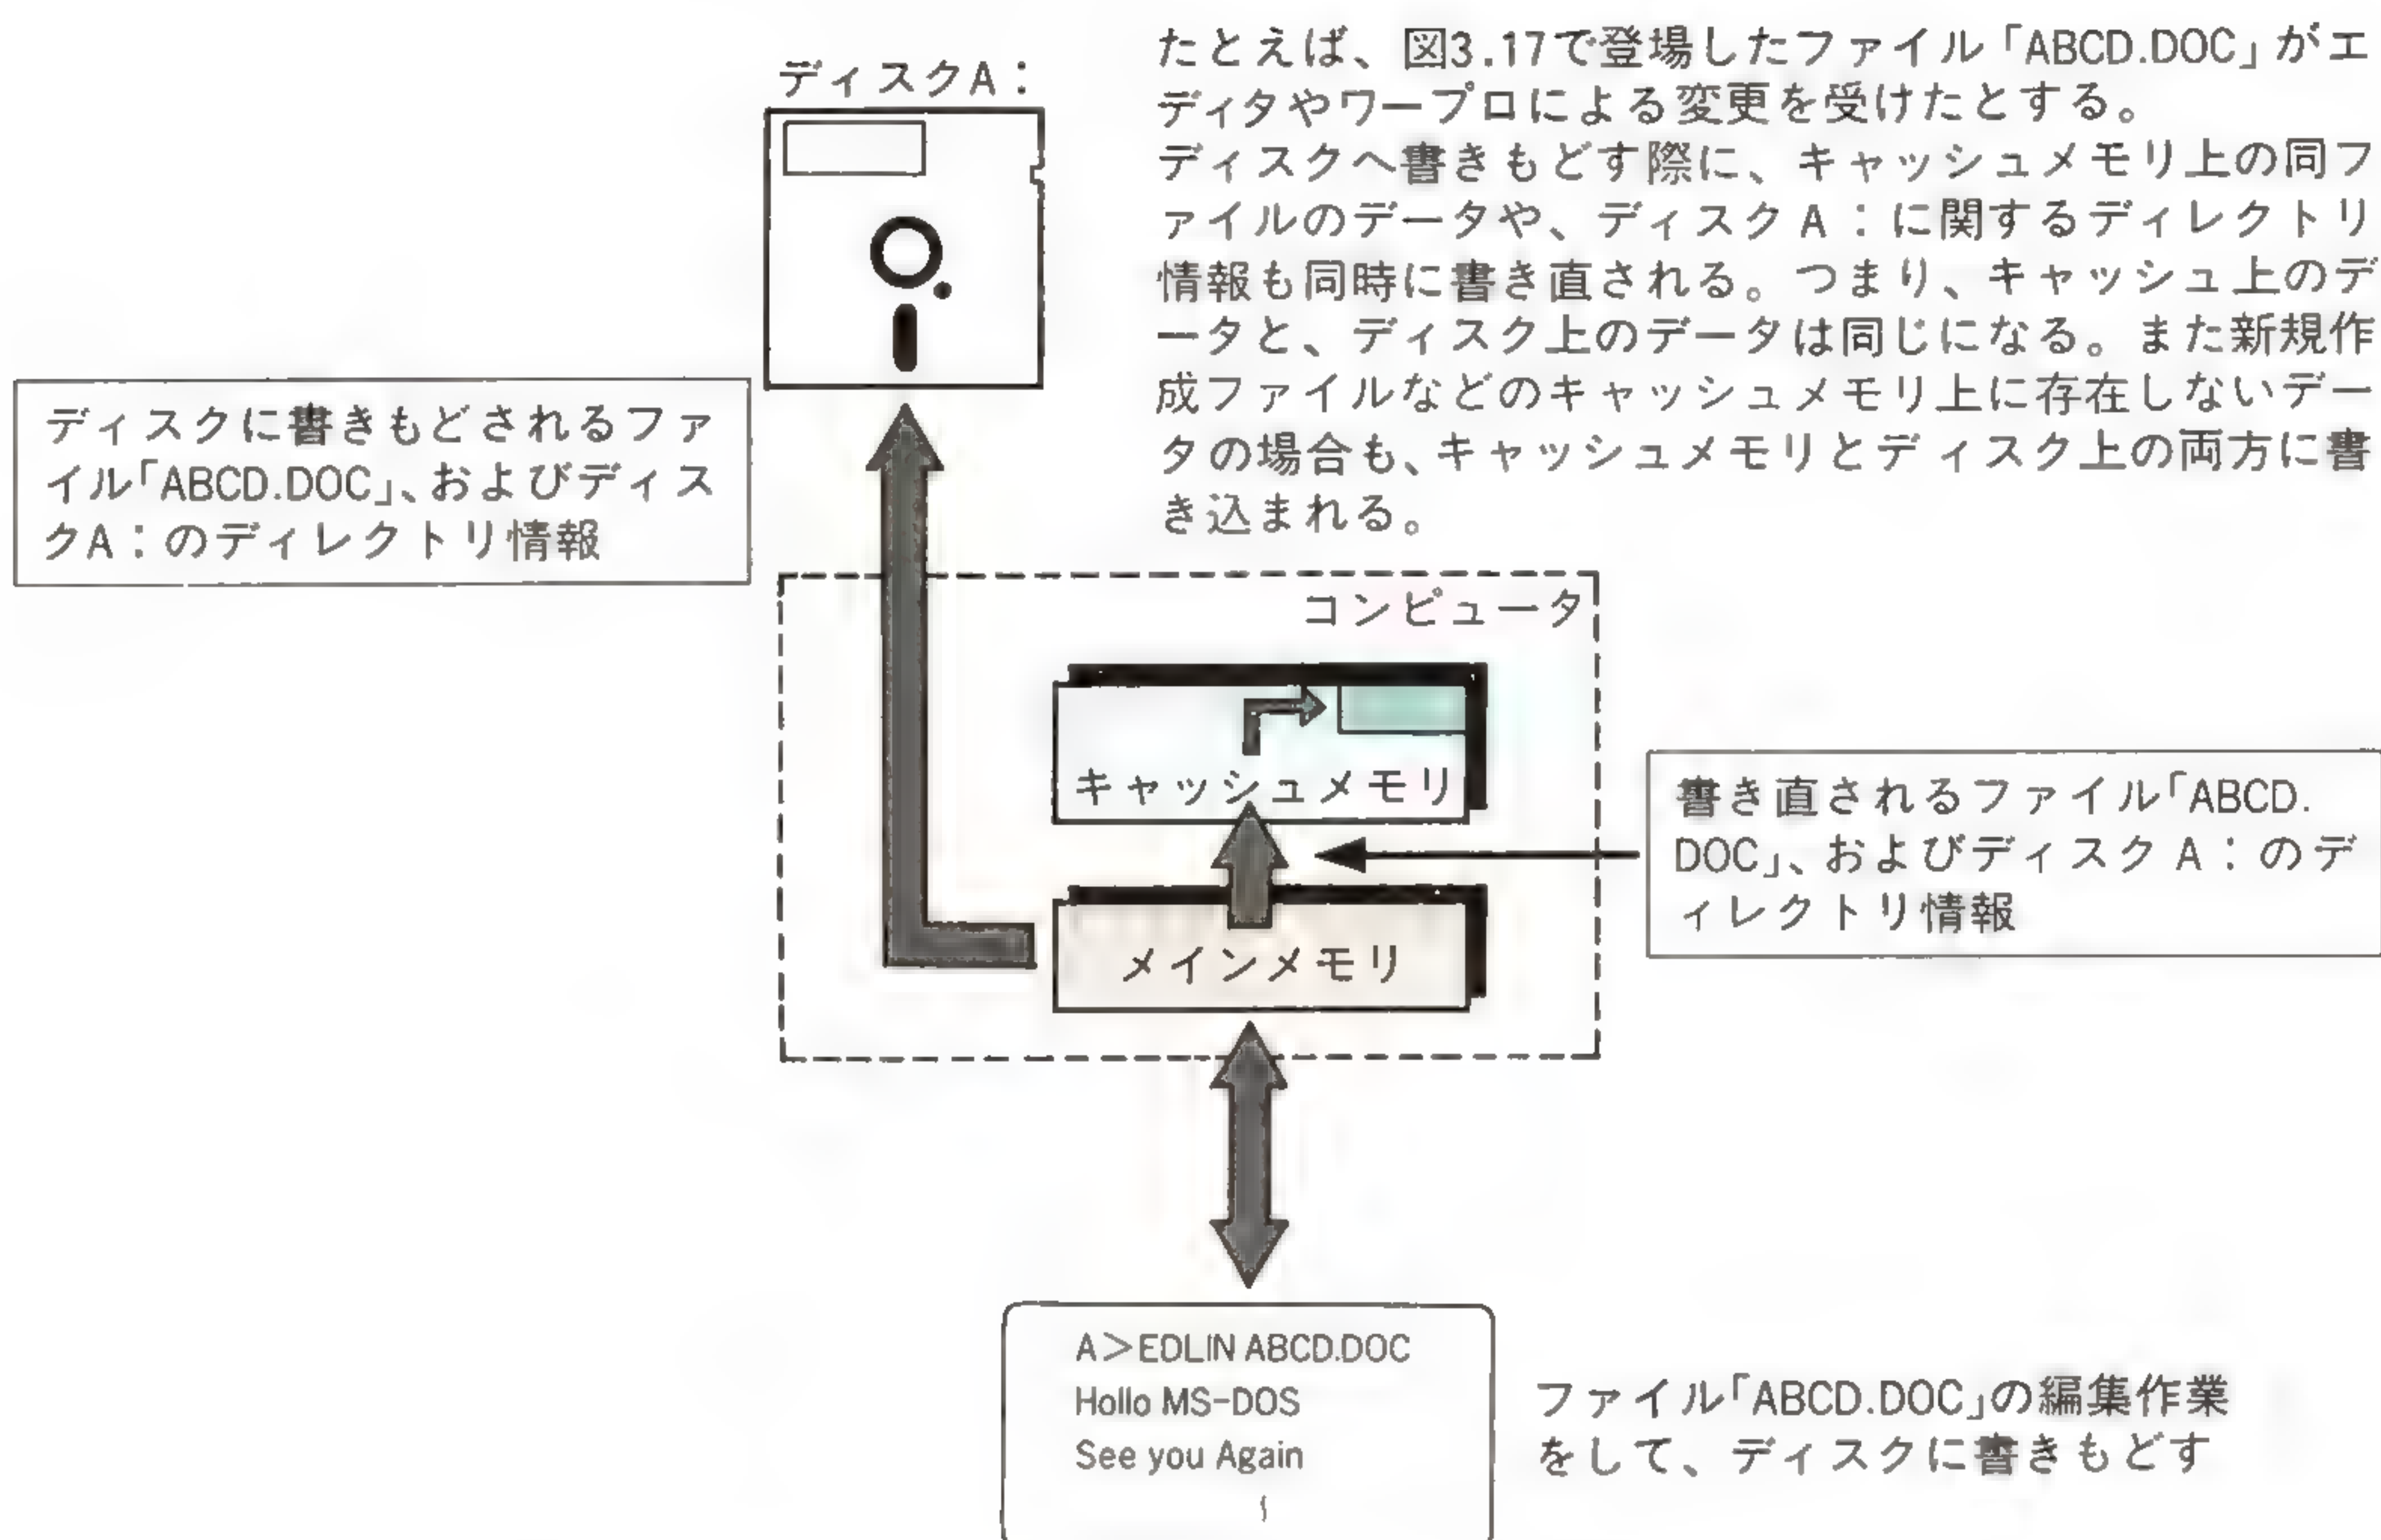 ディスクA：
たとえば、図3.17で登場したファイル「ABCD.DOC」がエ
ディタやワープロによる変更を受けたとする。
ディスクへ書きもどす際に、キャッシュメモリ上の同フ
ァイルのデータや、ディスクA：に関するディレクトリ
情報も同時に書き直される。つまり、キャッシュ上のデ
ータと、ディスク上のデータは同じになる。また新規作
成ファイルなどのキャッシュメモリ上に存在しないデー
タの場合も、キャッシュメモリとディスク上の両方に書
き込まれる。
ディスクに書きもどされるファ
イル「ABCD.DOC」、およびディス
クA：のディレクトリ情報
コンピュータ
キャッシュメモリ
書き直されるファイル「ABCD.
DOC」、およびディスクA：のデ
ィレクトリ情報
メインメモリ
A>EDLIN ABCD.DOC
Hollo MS-DOS
See you Again
~
ファイル「ABCD.DOC」の編集作業
をして、ディスクに書きもどす